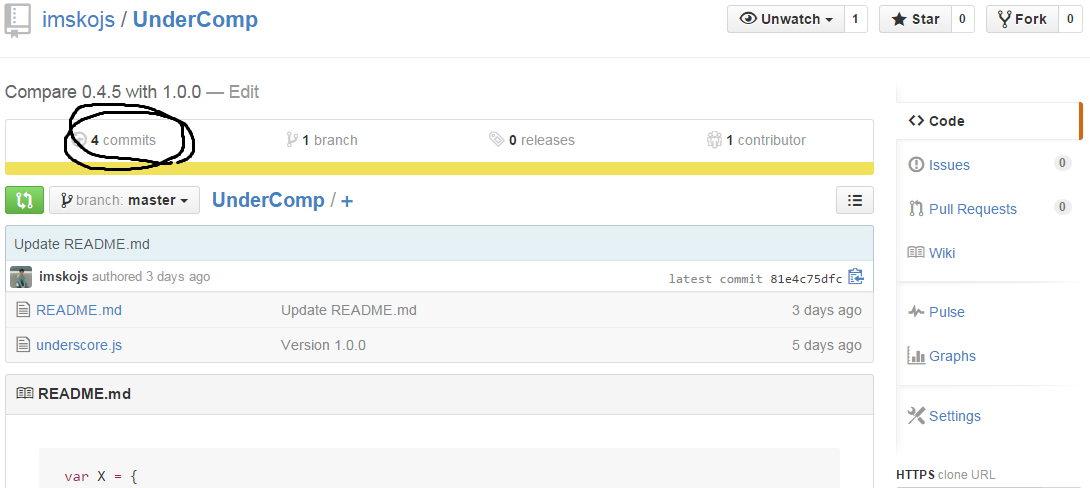 imskojs / UnderComp
Unwatch 1 Star 0 Fork 0
Compare 0.4.5 with 1.0.0 — Edit
4 commits 1 branch 0 releases 1 contributor
branch: master UnderComp / +
Update README.md
imskojs authored 3 days ago latest commit 81e4c75dfc
README.md Update README.md 3 days ago
underscore.js Version 1.0.0 5 days ago
README.md
var X = {
Code
Issues 0
Pull Requests 0
Wiki
Pulse
Graphs
Settings
HTTPS clone URL